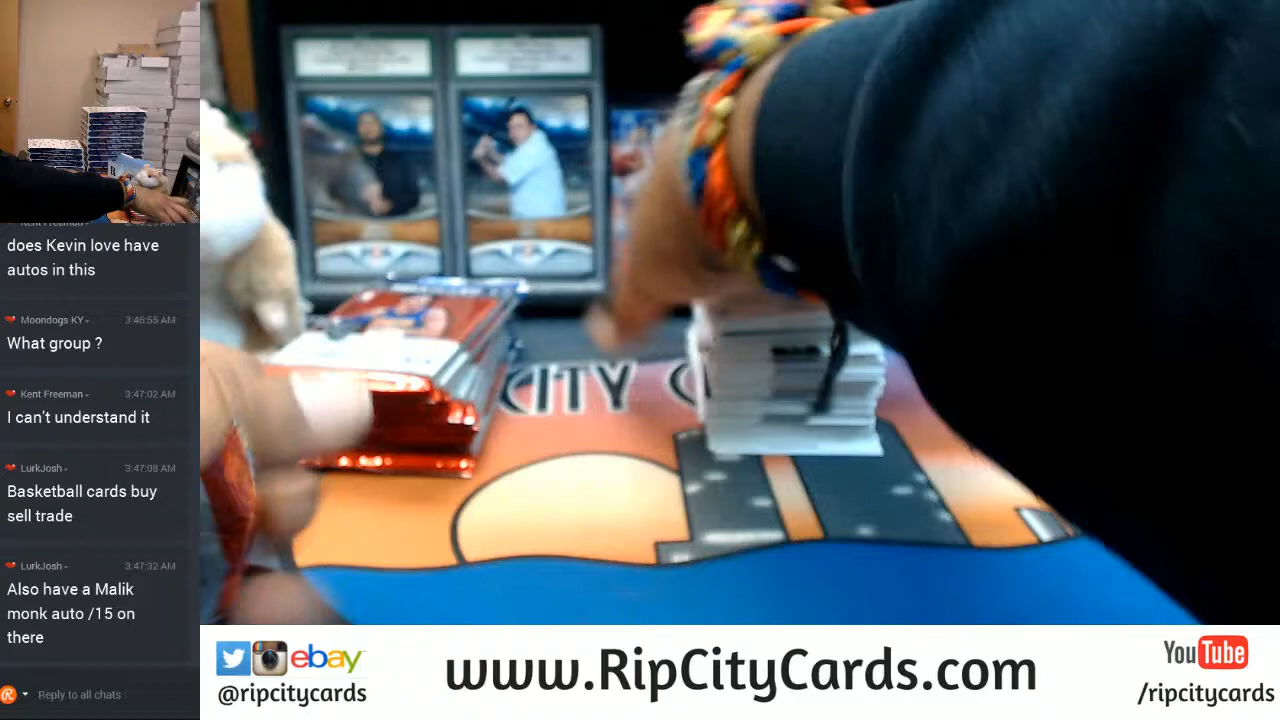 Kent Freeman
does Kevin love have
autos in this
Moondogs KY 3:46:55 AM
What group ?
Kent Freeman 3:47:02 AM
I can't understand it
LurkJosh 3:47:08 AM
Basketball cards buy
sell trade
LurkJosh 3:47:32 AM
Also have a Malik
monk auto /15 on
there
Reply to all chats
CITY C
ebay
@ripcitycards
www.RipCityCards.com
YouTube
/ripcitycards